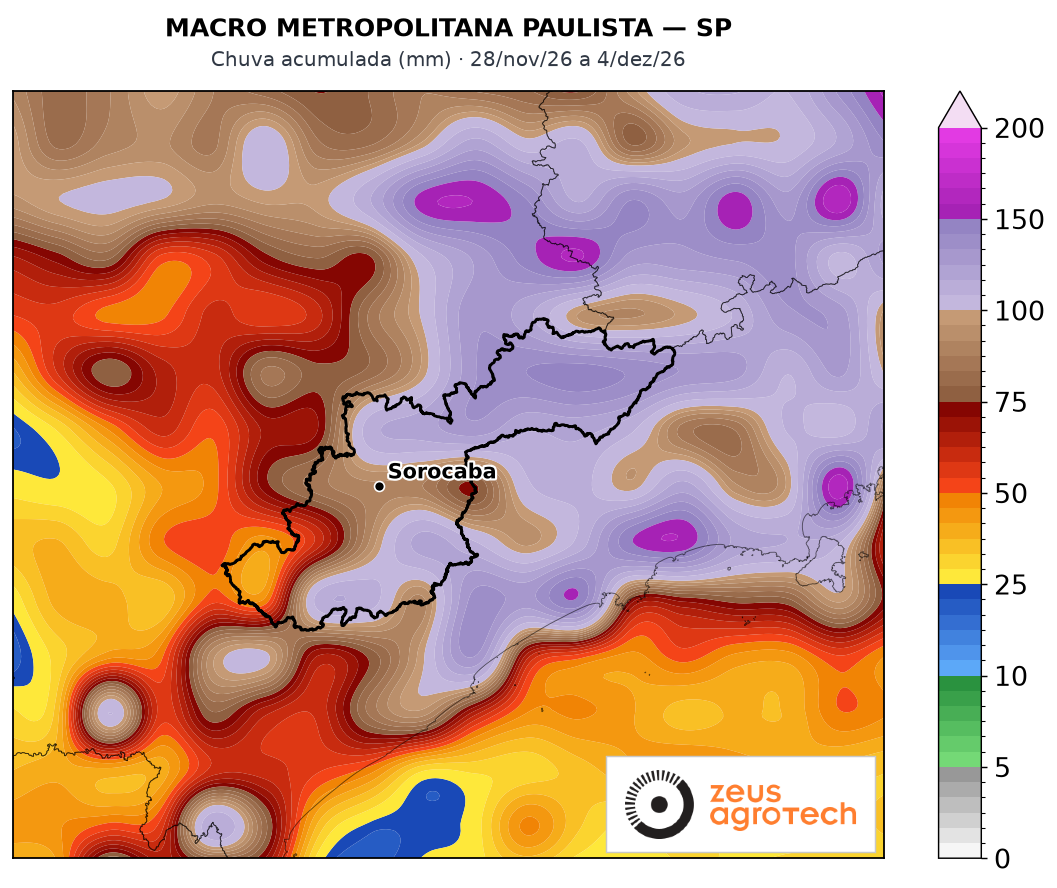 MACRO METROPOLITANA PAULISTA — SP
Chuva acumulada (mm) · 28/nov/26 a 4/dez/26
Sorocaba
200
150
100
75
50
25
10
5
0
zeus
agrotech